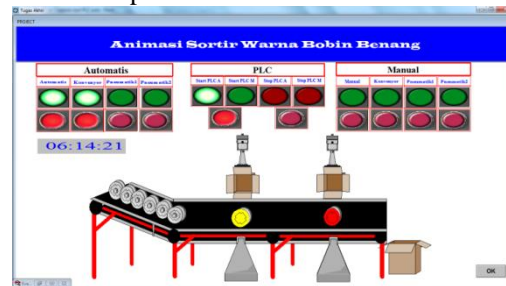 Tugas Akhir
PROJECT
Animasi Sortir Warna Bobin Benang
Automatis
PLC
Manual
Automatis Konvenyor Pneumatik1 Pneumatik2
Start PLC A Start PLC M Stop PLC A Stop PLC M
Manual Konveyor Pneumatik1 Pneumatik2
06:14:21
OK